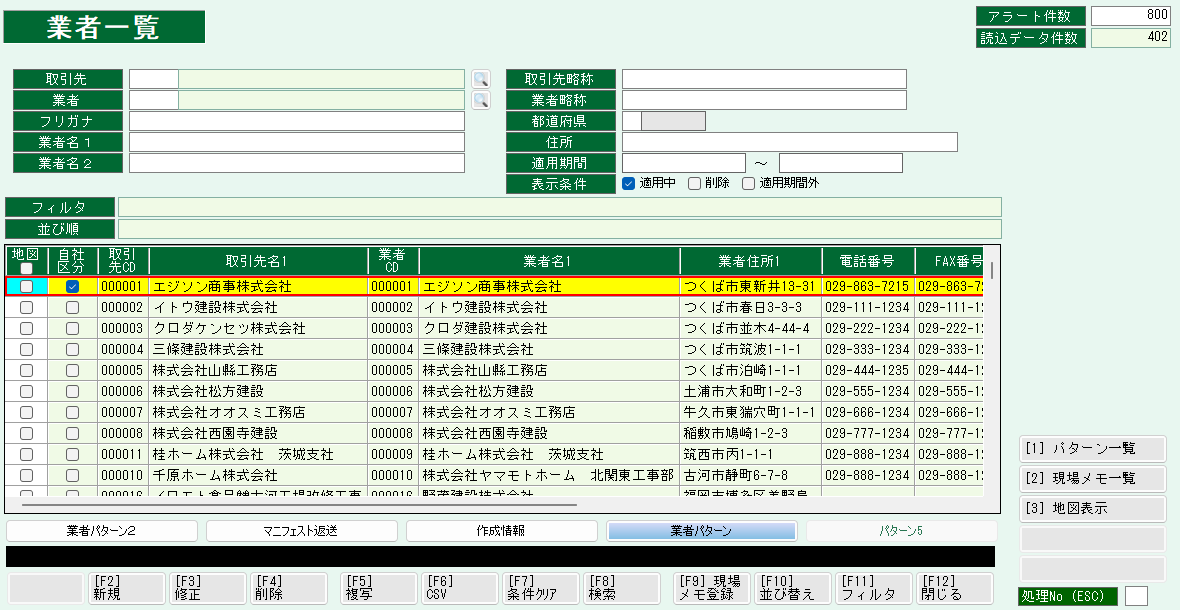 業者一覧
アラート件数 800
読込データ件数 402
取引先 取引先略称
業者 業者略称
フリガナ 都道府県
業者名1 住所
業者名2 適用期間 ～
表示条件 適用中 削除 適用期間外
フィルタ
並び順
地図 自社区分 取引先CD 取引先名1 業者CD 業者名1 業者住所1 電話番号 FAX番号
000001 エジソン商事株式会社 000001 エジソン商事株式会社 つくば市東新井13-31 029-863-7215 029-863-72
000002 イトウ建設株式会社 000002 イトウ建設株式会社 つくば市春日3-3-3 029-111-1234 029-111-12
000003 クロダケンセツ株式会社 000003 クロダ建設株式会社 つくば市並木4-44-4 029-222-1234 029-222-12
000004 三條建設株式会社 000004 三條建設株式会社 つくば市筑波1-1-1 029-333-1234 029-333-12
000005 株式会社山縣工務店 000005 株式会社山縣工務店 つくば市泊崎1-1-1 029-444-1235 029-444-12
000006 株式会社松方建設 000006 株式会社松方建設 土浦市大和町1-2-3 029-555-1234 029-555-12
000007 株式会社オオスミ工務店 000007 株式会社オオスミ工務店 牛久市東猯穴町1-1-1 029-666-1234 029-666-12
000008 株式会社西園寺建設 000008 株式会社西園寺建設 稲敷市鳩崎1-2-3 029-777-1234 029-777-12
000011 桂ホーム株式会社 茨城支社 000009 桂ホーム株式会社 茨城支社 筑西市丙1-1-1 029-888-1234 029-888-12
000010 千原ホーム株式会社 000010 株式会社ヤマモトホーム 北関東工事部 古河市静町6-7-8 029-888-1234 029-888-12
業者パターン2 マニフェスト返送 作成情報 業者パターン パターン5
[1] パターン一覧
[2] 現場メモ一覧
[3] 地図表示
[F2] 新規 [F3] 修正 [F4] 削除 [F5] 複写 [F6] CSV [F7] 条件クリア [F8] 検索 [F9] 現場メモ登録 [F10] 並び替え [F11] フィルタ [F12] 閉じる
処理No (ESC)